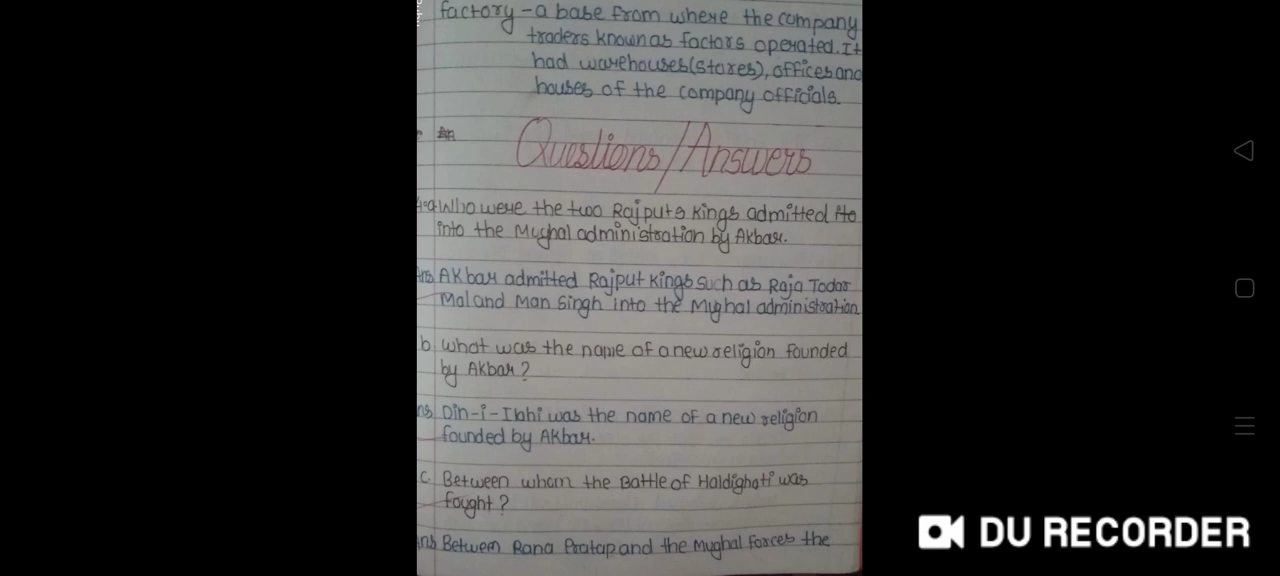 factory - a base from where the company
traders known as factors operated. It
had warehouses(stores), offices and
houses of the company officials.
Questions/Answers
Who were the two Rajputs kings admitted
into the Mughal administration by Akbar.
Ans Akbar admitted Rajput kings such as Raja Todar
Mal and Man Singh into the Mughal administration
b. What was the name of a new religion founded
by Akbar?
ns Din-i-Ilahi was the name of a new religion
founded by Akbar.
c. Between whom the Battle of Haldighati was
fought?
Ans Between Rana Pratap and the Mughal forces the
DU RECORDER